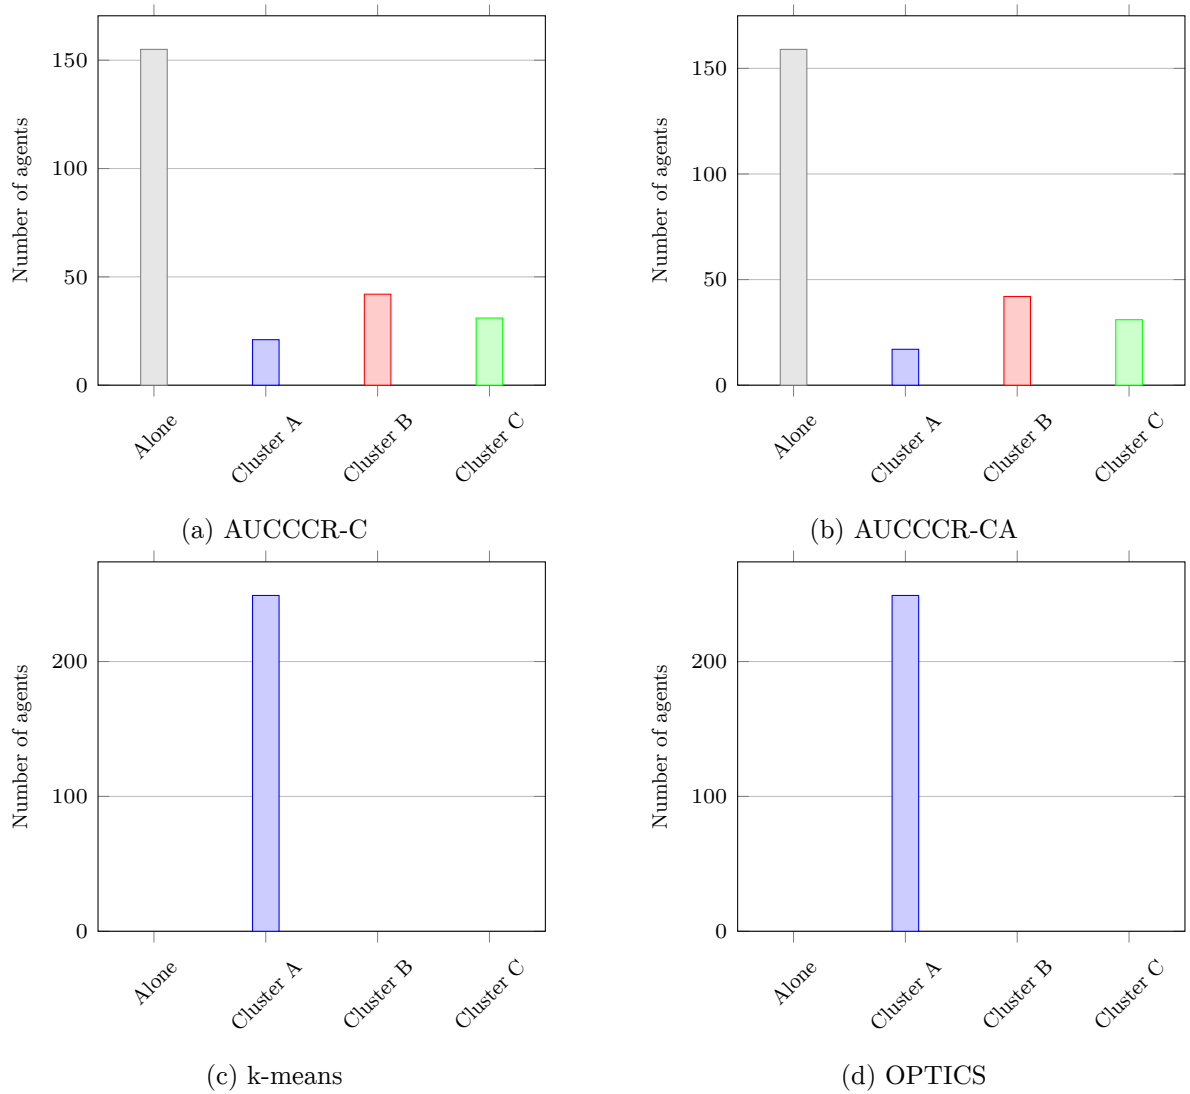 150
100
50
0
Number of agents
Alone
Cluster A
Cluster B
Cluster C
(a) AUCCCR-C
150
100
50
0
Number of agents
Alone
Cluster A
Cluster B
Cluster C
(b) AUCCCR-CA
200
100
0
Number of agents
Alone
Cluster A
Cluster B
Cluster C
(c) k-means
200
100
0
Number of agents
Alone
Cluster A
Cluster B
Cluster C
(d) OPTICS